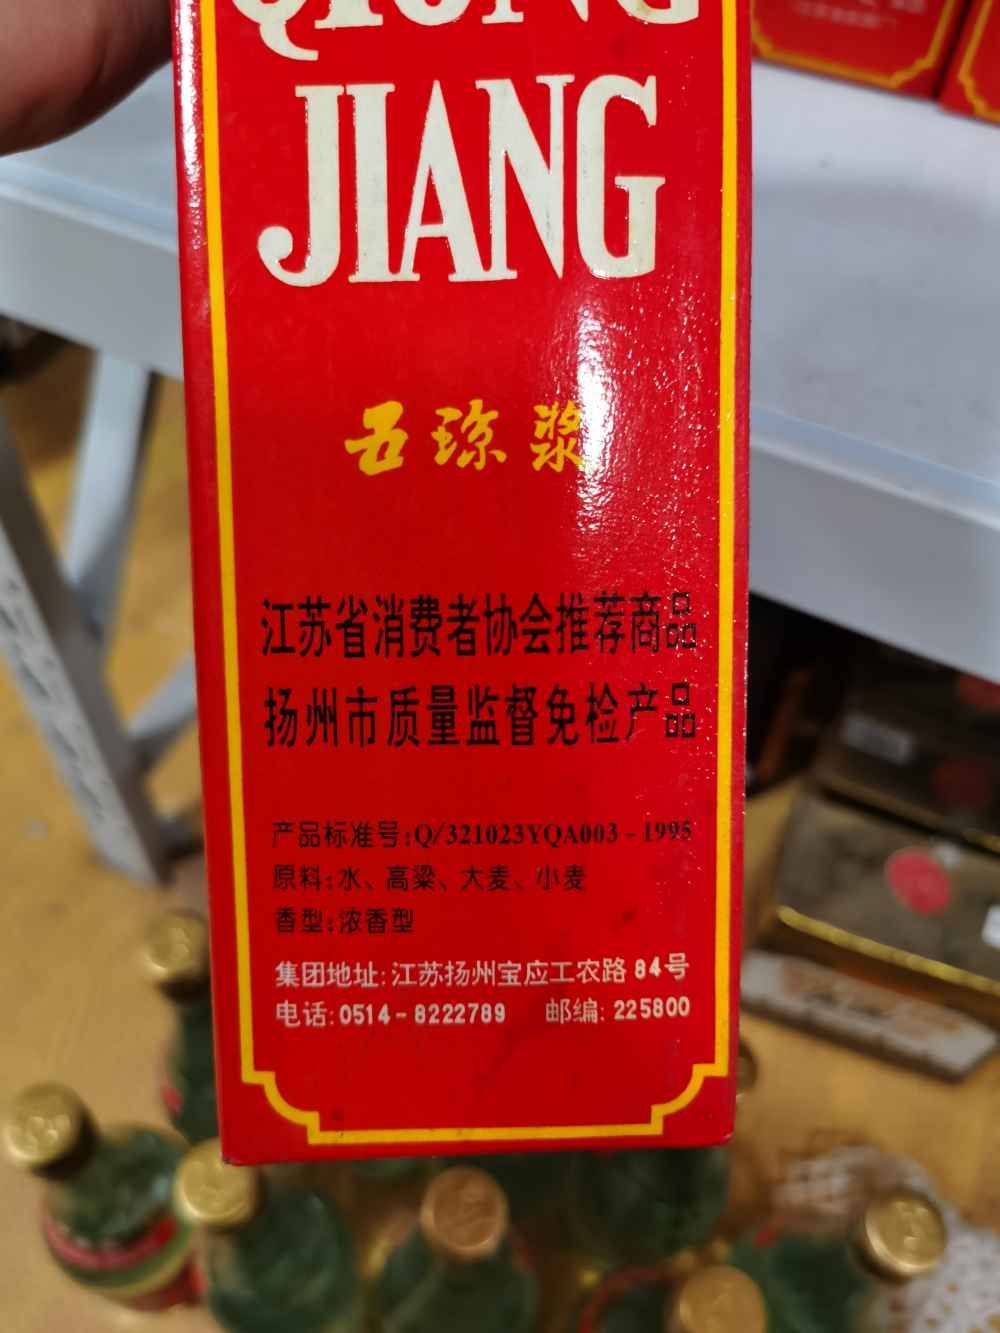 QIONG
JIANG
五琼浆
江苏省消费者协会推荐商品
扬州市质量监督免检产品
产品标准号:Q/321023YQA003-1995
原料:水、高粱、大麦、小麦
香型:浓香型
集团地址:江苏扬州宝应工农路84号
电话:0514-8222789 邮编:225800